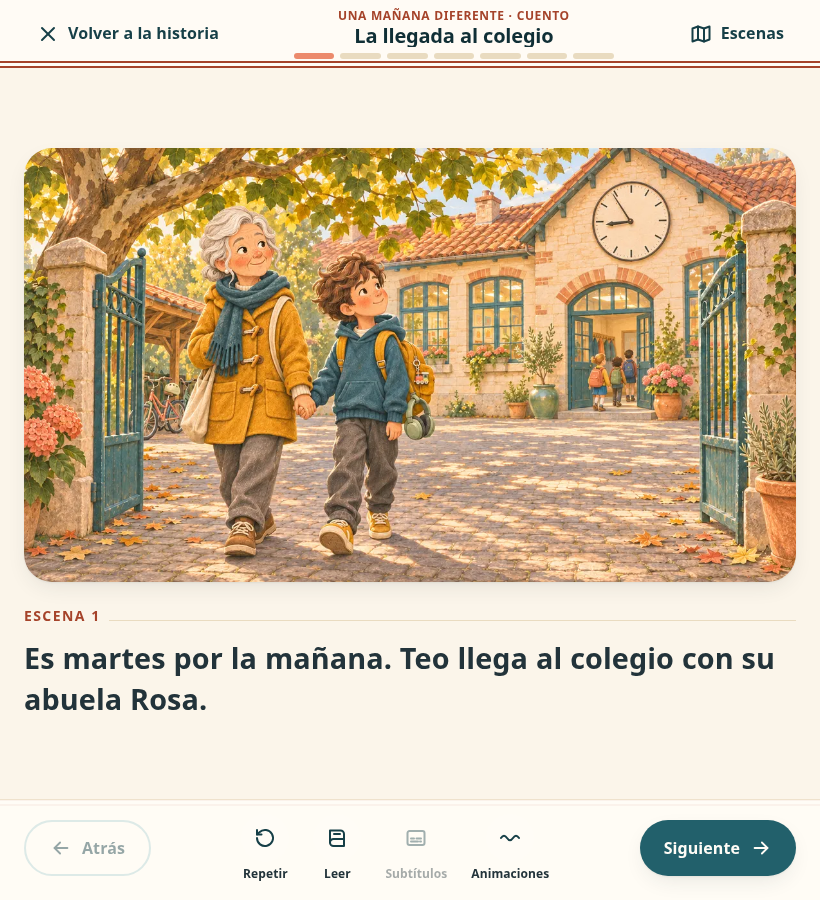 Volver a la historia
UNA MAÑANA DIFERENTE · CUENTO
La llegada al colegio
Escenas
ESCENA 1
Es martes por la mañana. Teo llega al colegio con su
abuela Rosa.
Atrás
Repetir
Leer
Subtítulos
Animaciones
Siguiente